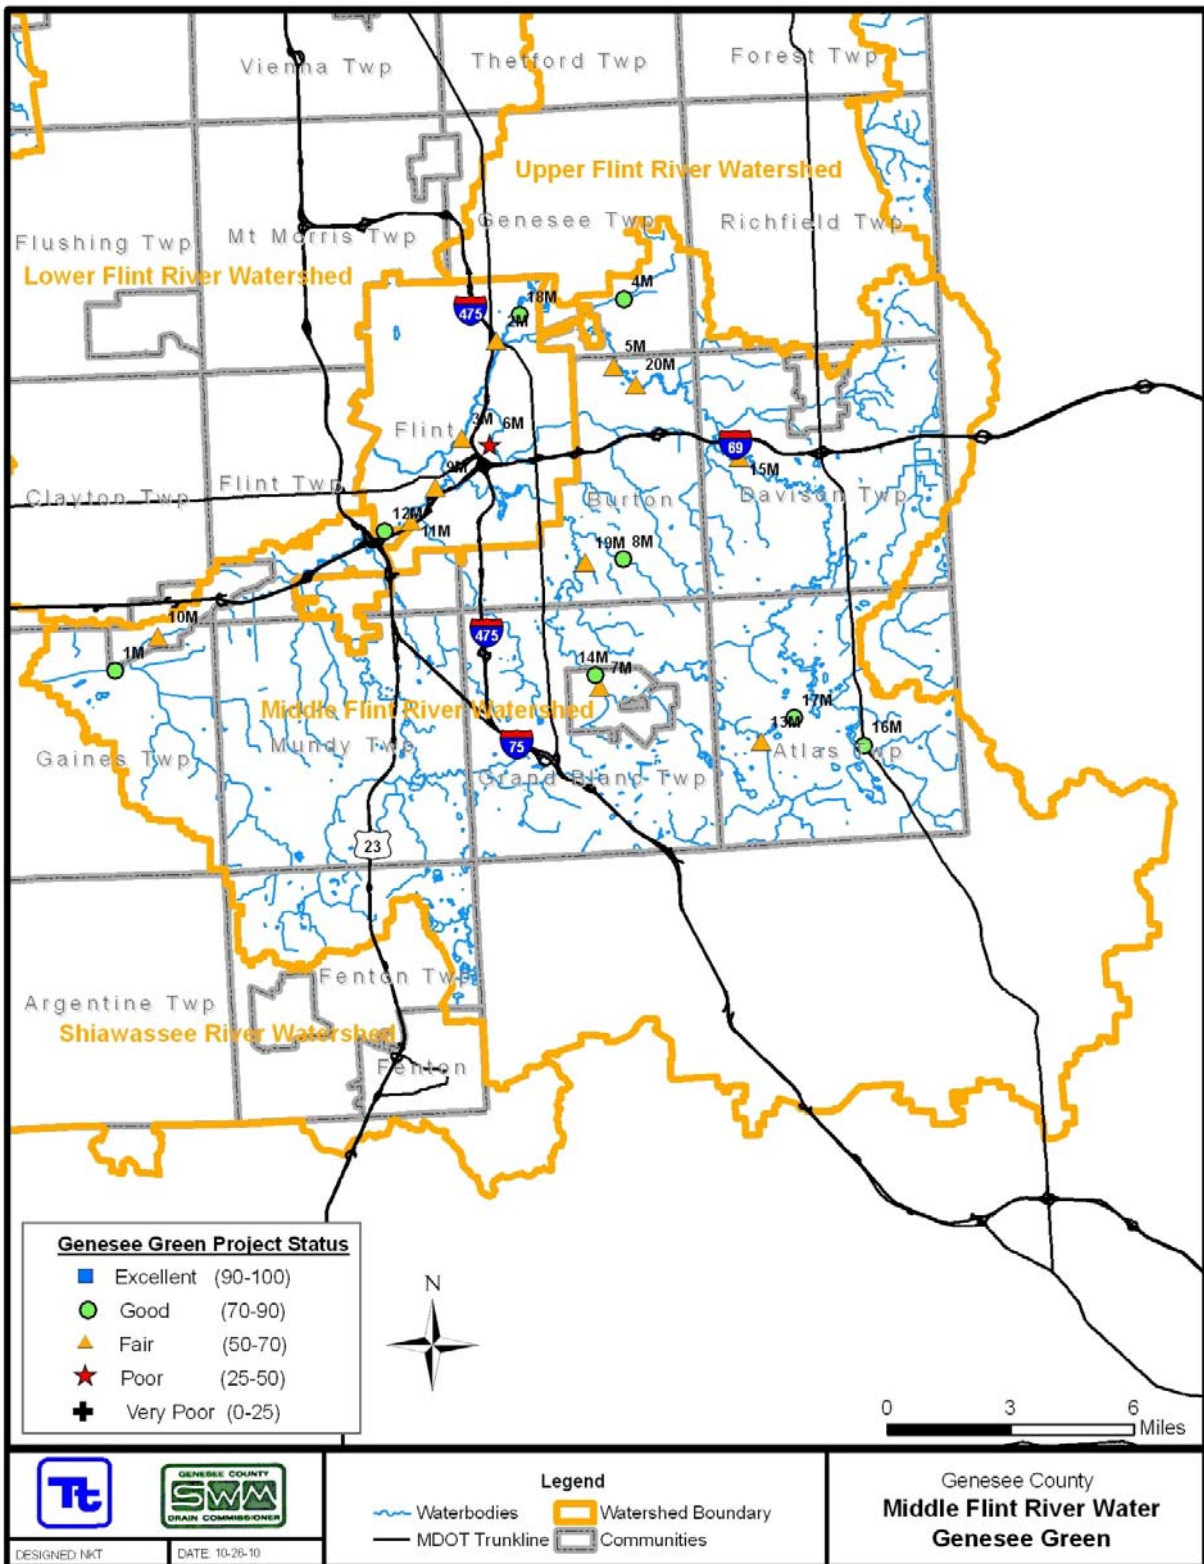 Vienna Twp
Thetford Twp
Forest Twp
Upper Flint River Watershed
Genesee Twp
Richfield Twp
Flushing Twp
Mt Morris Twp
Lower Flint River Watershed
475
18M
4M
2M
5M
20M
Flint
3M
6M
69
15M
9M
Clayton Twp
Flint Twp
Burton
Davison Twp
12M
11M
19M
8M
10M
1M
475
14M
7M
Middle Flint River Watershed
17M
13M
16M
Gaines Twp
Mundy Twp
75
Atlas Twp
Grand Blanc Twp
23
Fenton Twp
Argentine Twp
Shiawassee River Watershed
Fenton
Genesee Green Project Status
Excellent (90-100)
Good (70-90)
Fair (50-70)
Poor (25-50)
Very Poor (0-25)
N
0 3 6
Miles
Tt
GENESEE COUNTY
SWM
DRAIN COMMISSIONER
DESIGNED: NKT
DATE: 10-26-10
Legend
Waterbodies
Watershed Boundary
MDOT Trunkline
Communities
Genesee County
Middle Flint River Water
Genesee Green